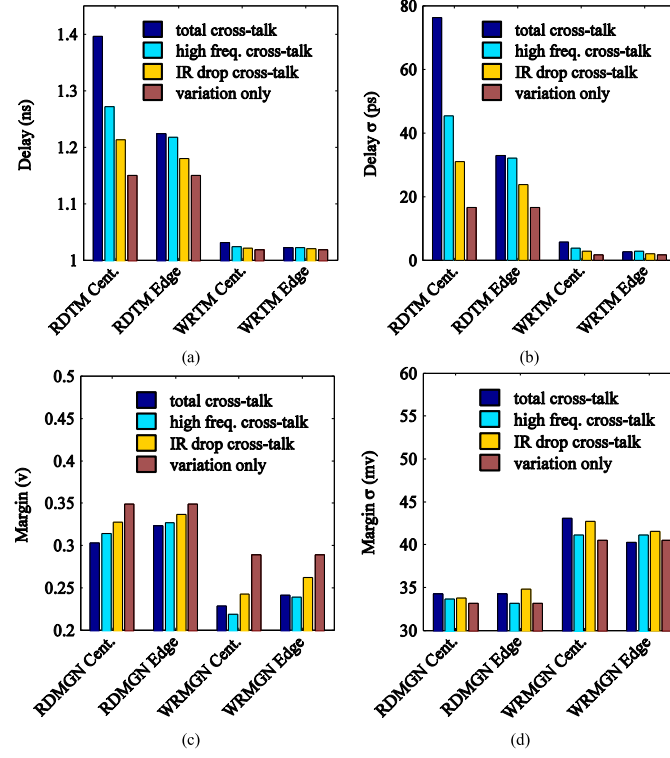 1.4
1.3
1.2
1.1
1
Delay (ns)
total cross-talk
high freq. cross-talk
IR drop cross-talk
variation only
RDTM Cent.
RDTM Edge
WRTM Cent.
WRTM Edge
(a)
80
60
40
20
0
Delay σ (ps)
total cross-talk
high freq. cross-talk
IR drop cross-talk
variation only
RDTM Cent.
RDTM Edge
WRTM Cent.
WRTM Edge
(b)
0.5
0.45
0.4
0.35
0.3
0.25
0.2
Margin (v)
total cross-talk
high freq. cross-talk
IR drop cross-talk
variation only
RDMGN Cent.
RDMGN Edge
WRMGN Cent.
WRMGN Edge
(c)
60
55
50
45
40
35
30
Margin σ (mv)
total cross-talk
high freq. cross-talk
IR drop cross-talk
variation only
RDMGN Cent.
RDMGN Edge
WRMGN Cent.
WRMGN Edge
(d)